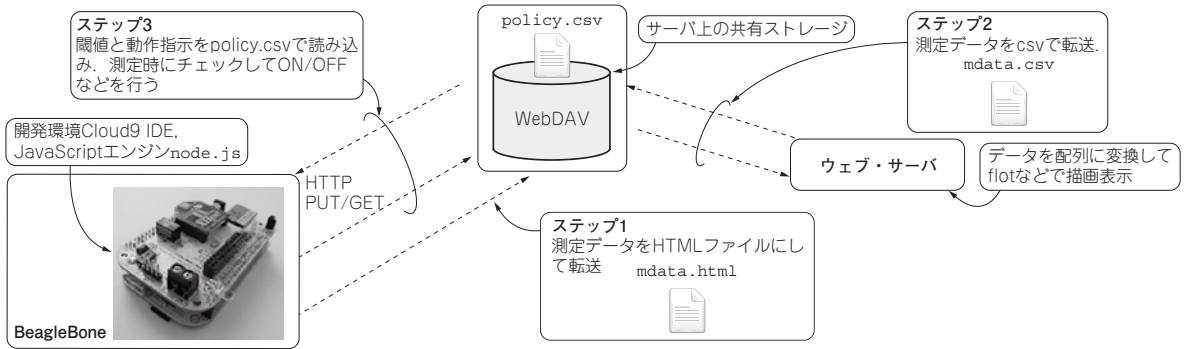 ステップ3
閾値と動作指示をpolicy.csvで読み込
み．測定時にチェックしてON/OFF
などを行う
policy.csv
WebDAV
サーバ上の共有ストレージ
ステップ2
測定データをcsvで転送．
mdata.csv
開発環境Cloud9 IDE，
JavaScriptエンジンnode.js
HTTP
PUT/GET
ウェブ・サーバ
データを配列に変換して
flotなどで描画表示
ステップ1
測定データをHTMLファイルにし
て転送 mdata.html
BeagleBone